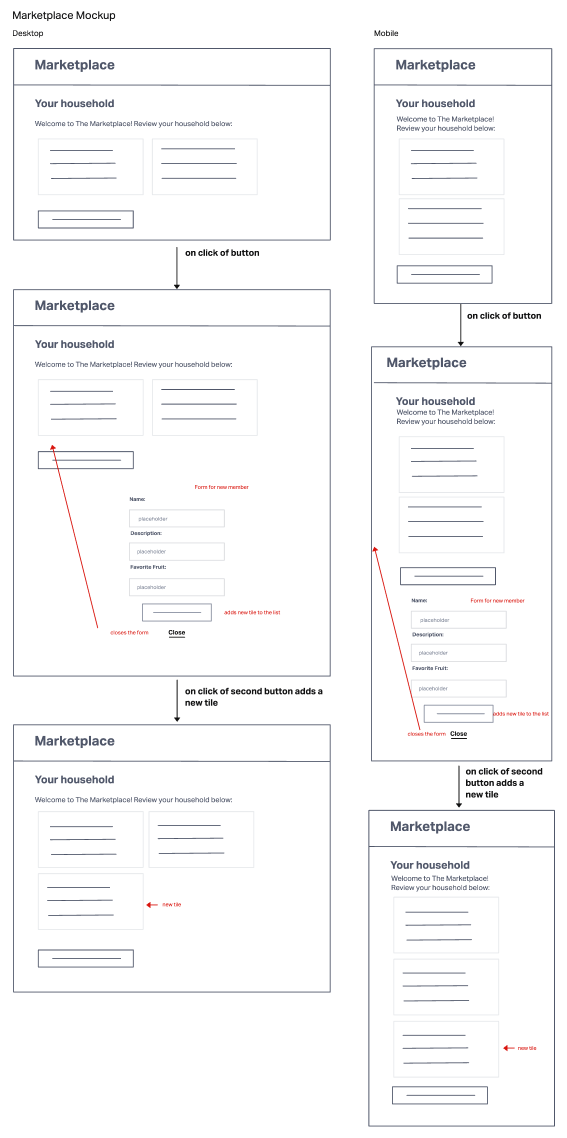 Marketplace Mockup
Desktop
Marketplace
Your household
Welcome to The Marketplace! Review your household below:
on click of button
Marketplace
Your household
Welcome to The Marketplace! Review your household below:
Form for new member
Name:
placeholder
Description:
placeholder
Favorite Fruit:
placeholder
adds new tile to the list
closes the form
Close
on click of second button adds a
new tile
Marketplace
Your household
Welcome to The Marketplace! Review your household below:
new tile
Mobile
Marketplace
Your household
Welcome to The Marketplace!
Review your household below:
on click of button
Marketplace
Your household
Welcome to The Marketplace!
Review your household below:
Name:
Form for new member
placeholder
Description:
placeholder
Favorite Fruit:
placeholder
adds new tile to the list
closes the form
Close
on click of second
button adds a
new tile
Marketplace
Your household
Welcome to The Marketplace!
Review your household below:
new tile